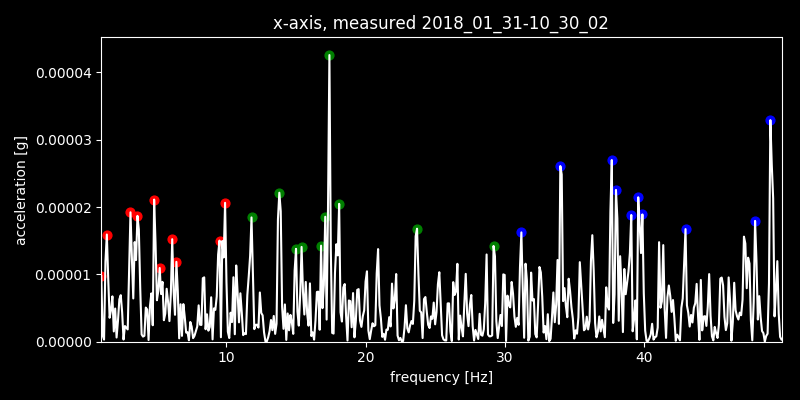 x-axis, measured 2018_01_31-10_30_02
acceleration [g]
0.00004
0.00003
0.00002
0.00001
0.00000
10 20 30 40
frequency [Hz]